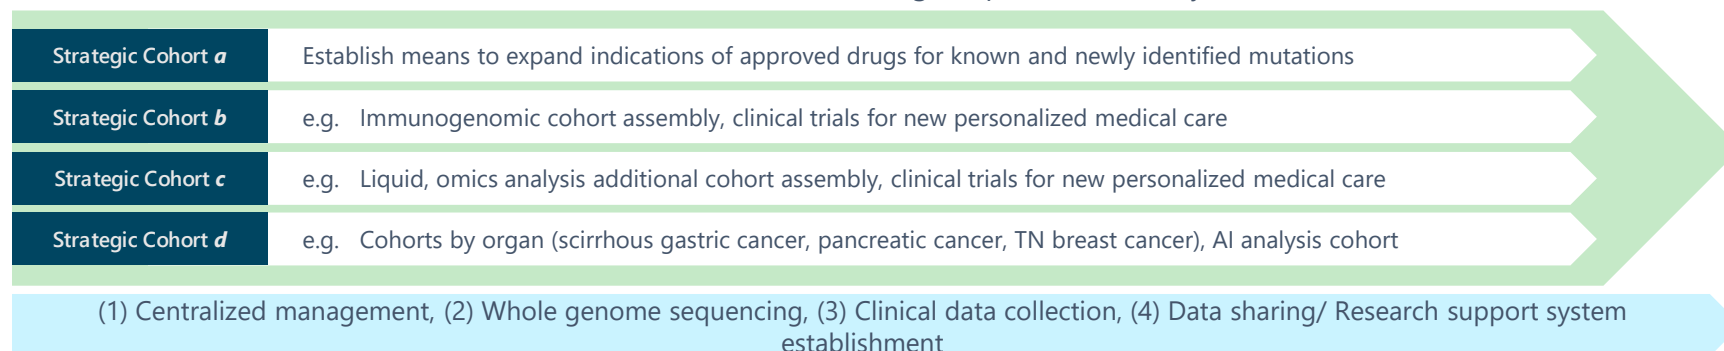 Strategic Cohort a
Establish means to expand indications of approved drugs for known and newly identified mutations
Strategic Cohort b
e.g. Immunogenomic cohort assembly, clinical trials for new personalized medical care
Strategic Cohort c
e.g. Liquid, omics analysis additional cohort assembly, clinical trials for new personalized medical care
Strategic Cohort d
e.g. Cohorts by organ (scirrhous gastric cancer, pancreatic cancer, TN breast cancer), AI analysis cohort
(1) Centralized management, (2) Whole genome sequencing, (3) Clinical data collection, (4) Data sharing/ Research support system
establishment